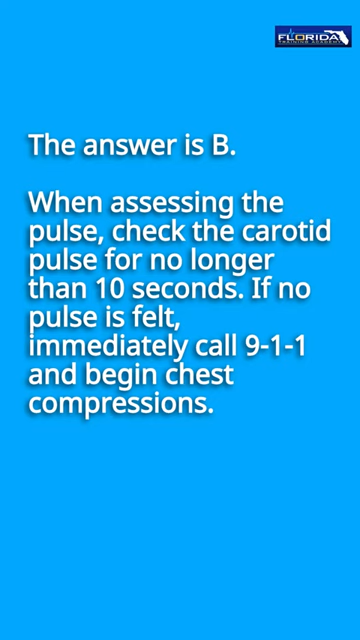 FLORIDA
TRAINING ACADEMY
The answer is B.
When assessing the
pulse, check the carotid
pulse for no longer
than 10 seconds. If no
pulse is felt,
immediately call 9-1-1
and begin chest
compressions.